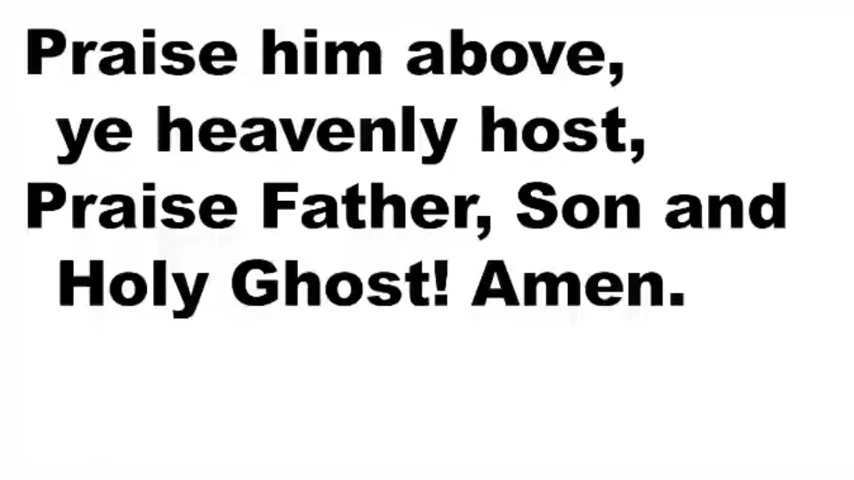 Praise him above,
ye heavenly host,
Praise Father, Son and
Holy Ghost! Amen.